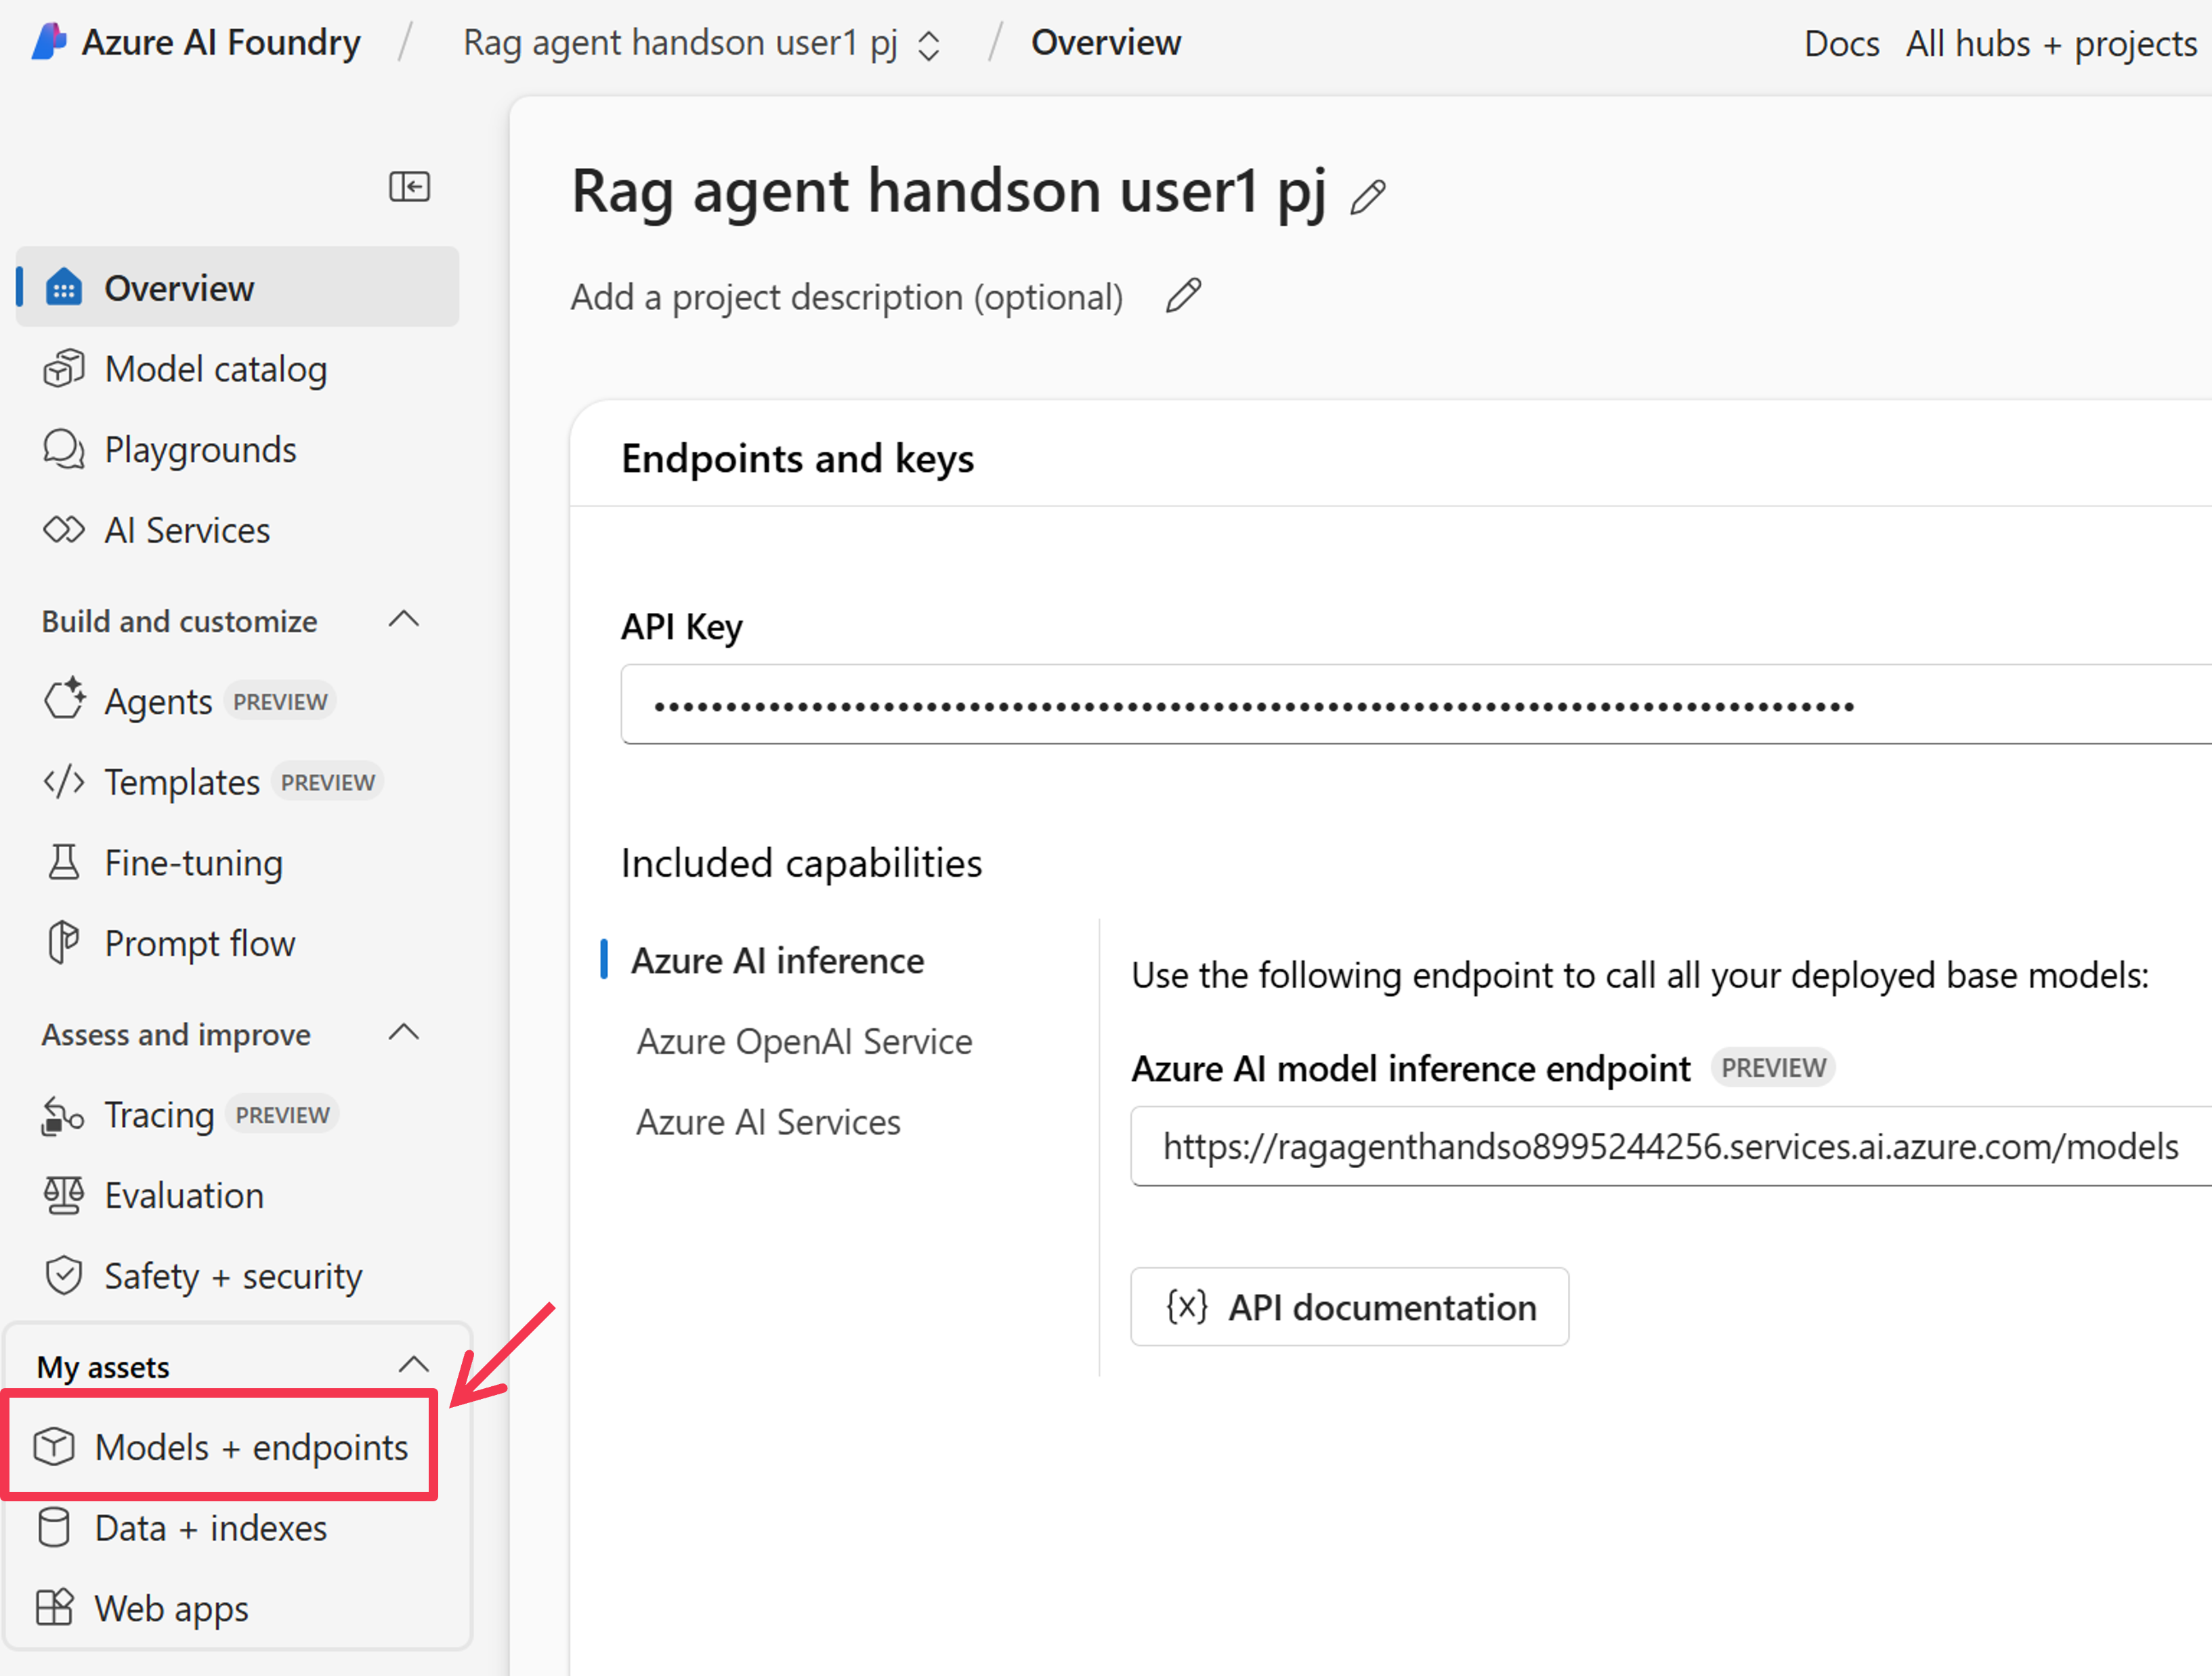 Azure AI Foundry / Rag agent handson user1 pj / Overview Docs All hubs + projects
Overview
Model catalog
Playgrounds
AI Services
Build and customize
Agents PREVIEW
Templates PREVIEW
Fine-tuning
Prompt flow
Assess and improve
Tracing PREVIEW
Evaluation
Safety + security
My assets
Models + endpoints
Data + indexes
Web apps
Rag agent handson user1 pj
Add a project description (optional)
Endpoints and keys
API Key
Included capabilities
Azure AI inference
Azure OpenAI Service
Azure AI Services
Use the following endpoint to call all your deployed base models:
Azure AI model inference endpoint PREVIEW
https://ragagenthandso8995244256.services.ai.azure.com/models
{x} API documentation